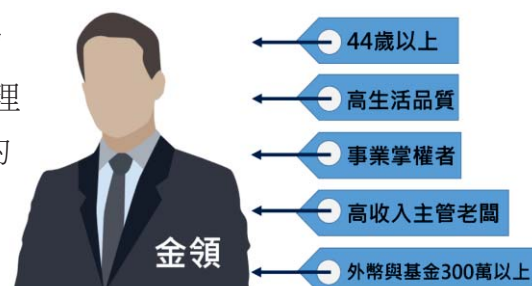 44歲以上
高生活品質
理
事業掌權者
高收入主管老闆
金領
外幣與基金300萬以上